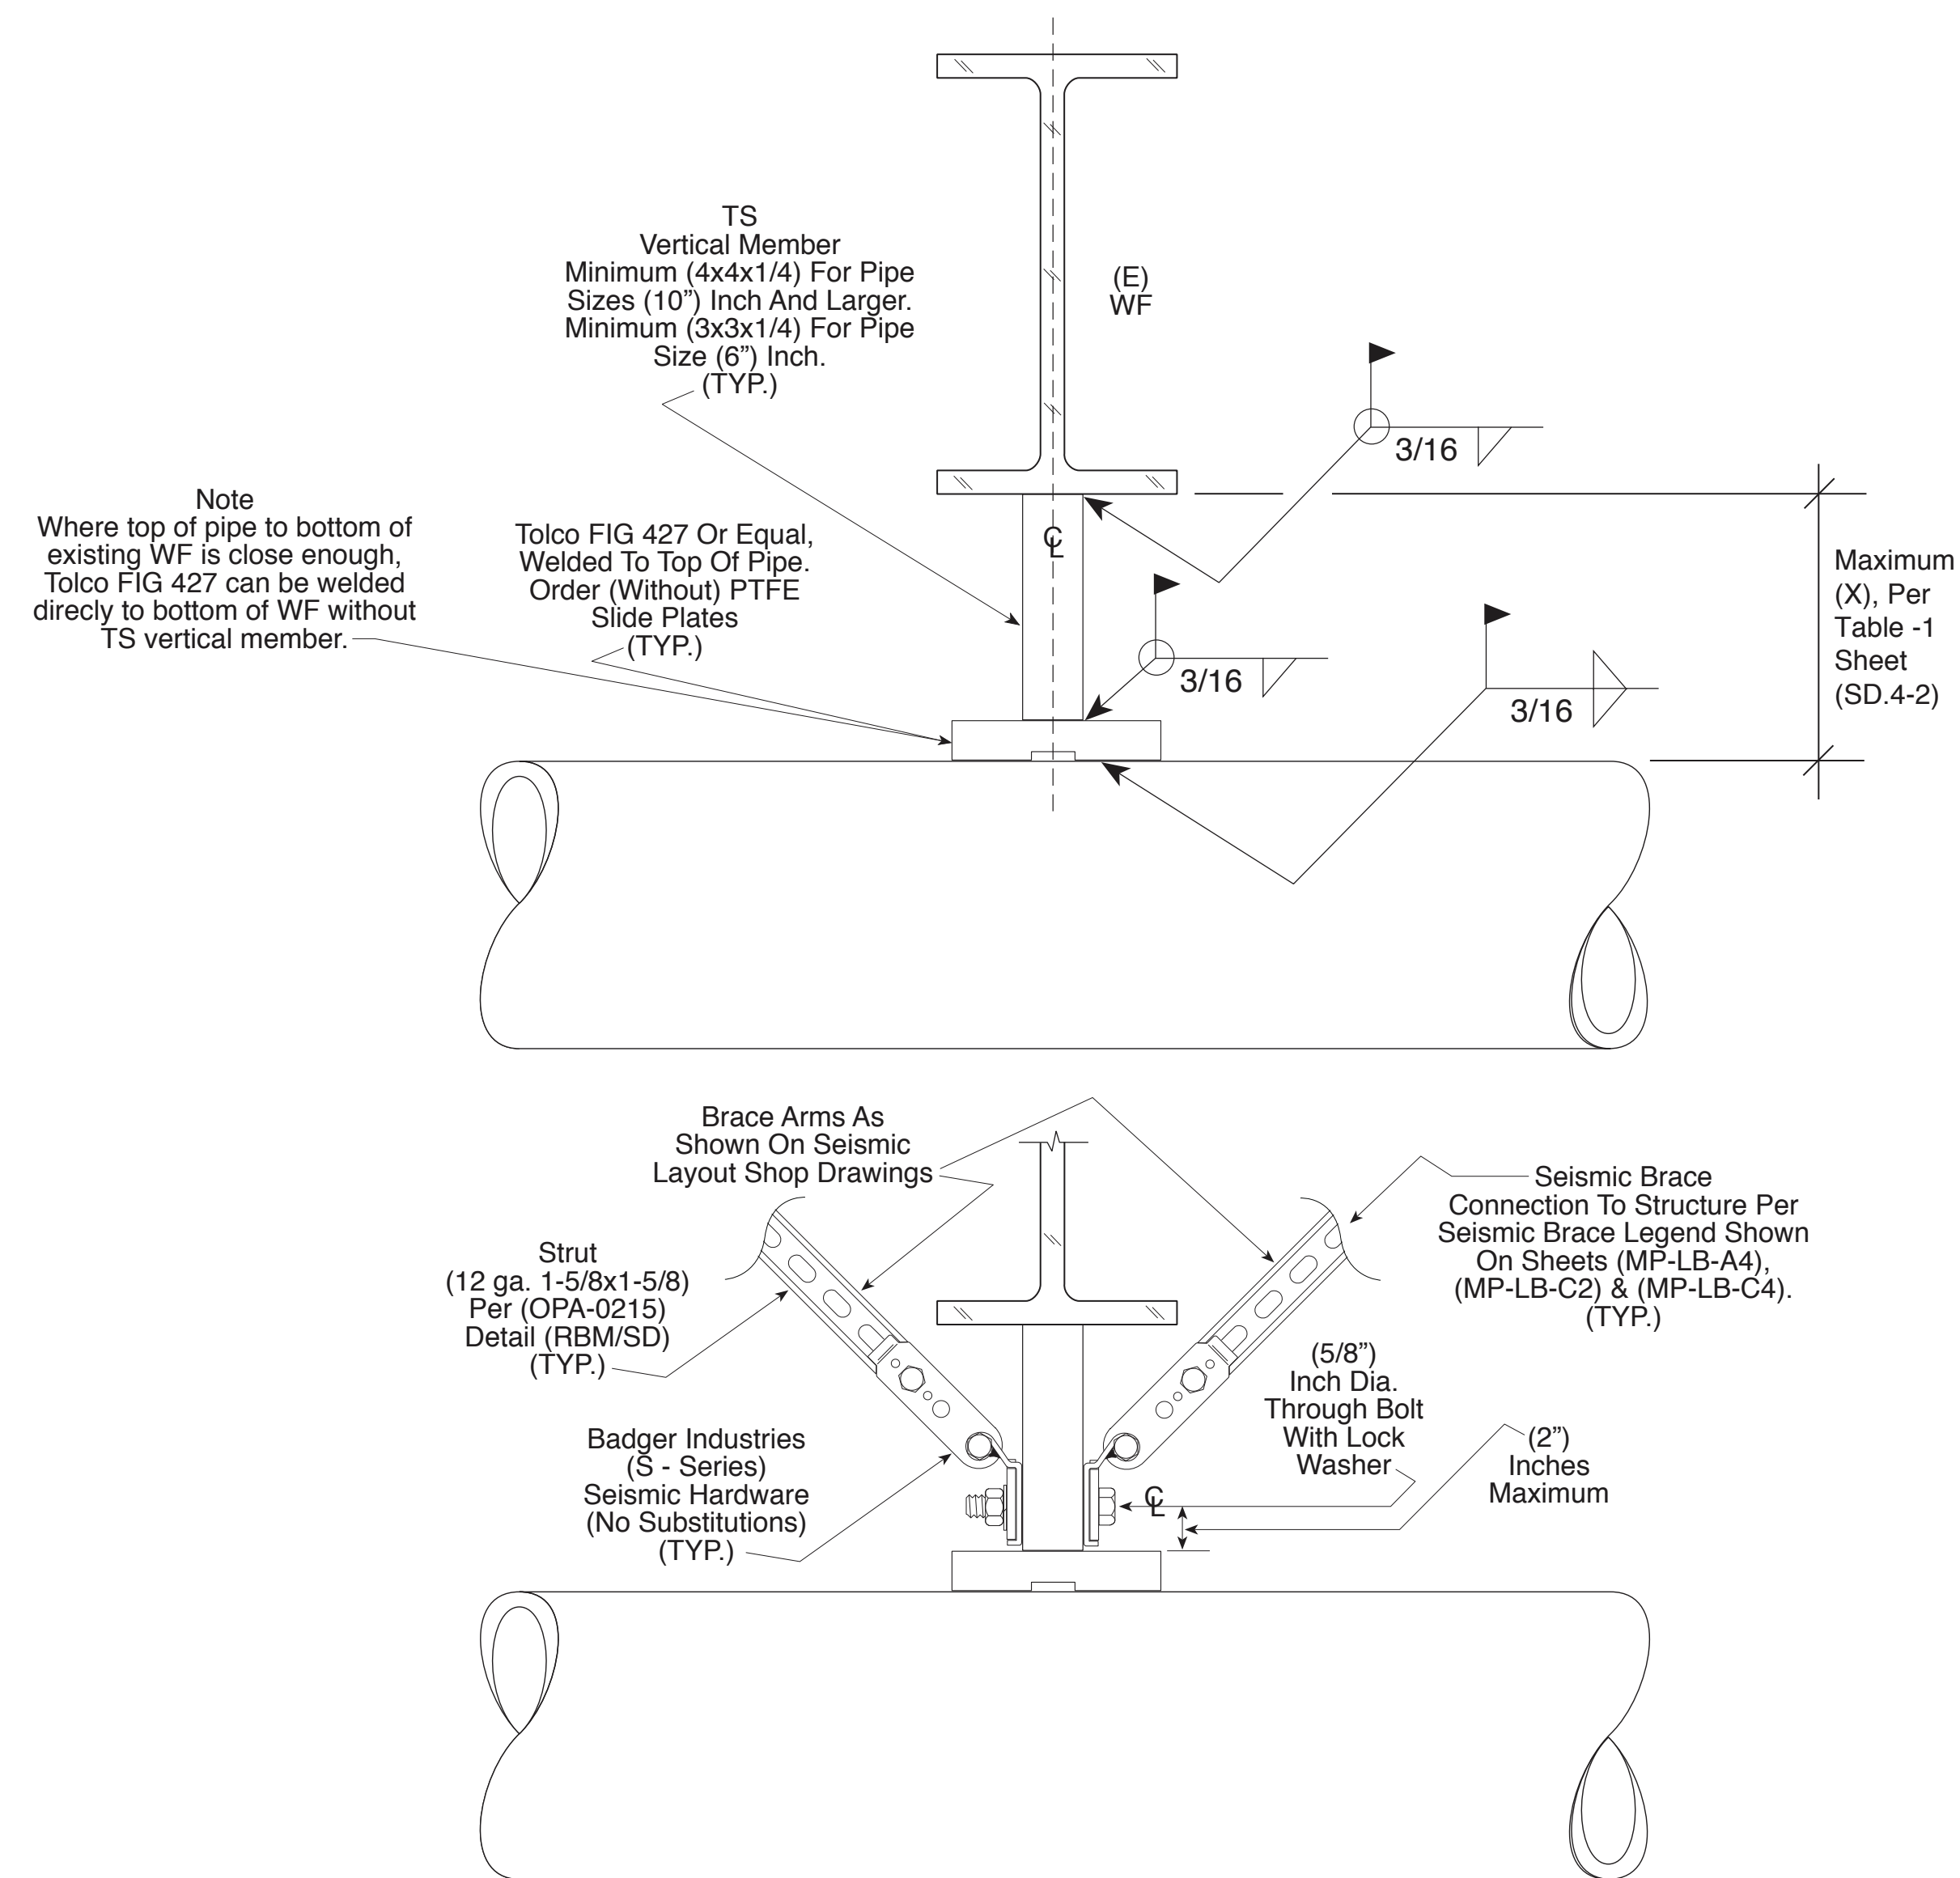 TS
Vertical Member
Minimum (4x4x1/4) For Pipe
Sizes (10”) Inch And Larger.
Minimum (3x3x1/4) For Pipe
Size (6”) Inch.
(TYP.)
(E)
WF
3/16
Note
Where top of pipe to bottom of
existing WF is close enough,
Tolco FIG 427 can be welded
direcly to bottom of WF without
TS vertical member.
Tolco FIG 427 Or Equal,
Welded To Top Of Pipe.
Order (Without) PTFE
Slide Plates
(TYP.)
CL
3/16
3/16
Maximum
(X), Per
Table -1
Sheet
(SD.4-2)
Brace Arms As
Shown On Seismic
Layout Shop Drawings
Seismic Brace
Connection To Structure Per
Seismic Brace Legend Shown
On Sheets (MP-LB-A4),
(MP-LB-C2) & (MP-LB-C4).
(TYP.)
Strut
(12 ga. 1-5/8x1-5/8)
Per (OPA-0215)
Detail (RBM/SD)
(TYP.)
(5/8”)
Inch Dia.
Through Bolt
With Lock
Washer
Badger Industries
(S - Series)
Seismic Hardware
(No Substitutions)
(TYP.)
CL
(2”)
Inches
Maximum